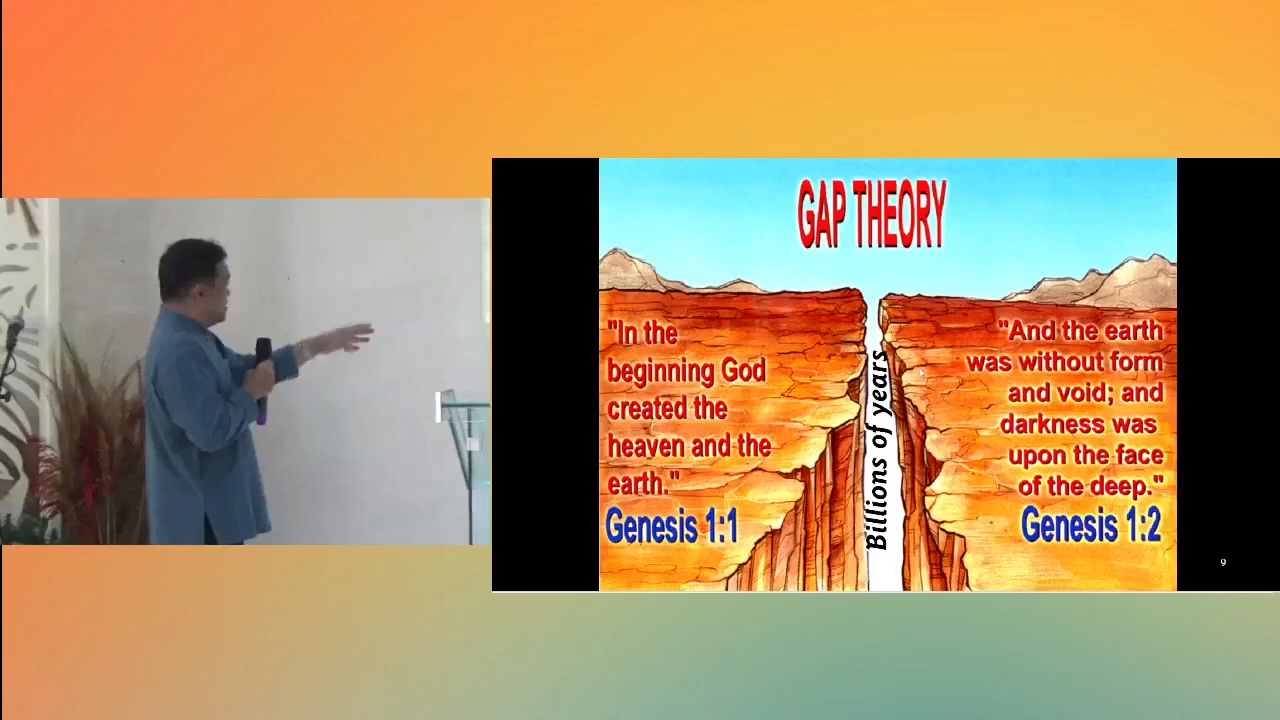 GAP THEORY
"In the
beginning God
created the
heaven and the
earth."
Genesis 1:1
Billions of years
"And the earth
was without form
and void; and
darkness was
upon the face
of the deep."
Genesis 1:2
9